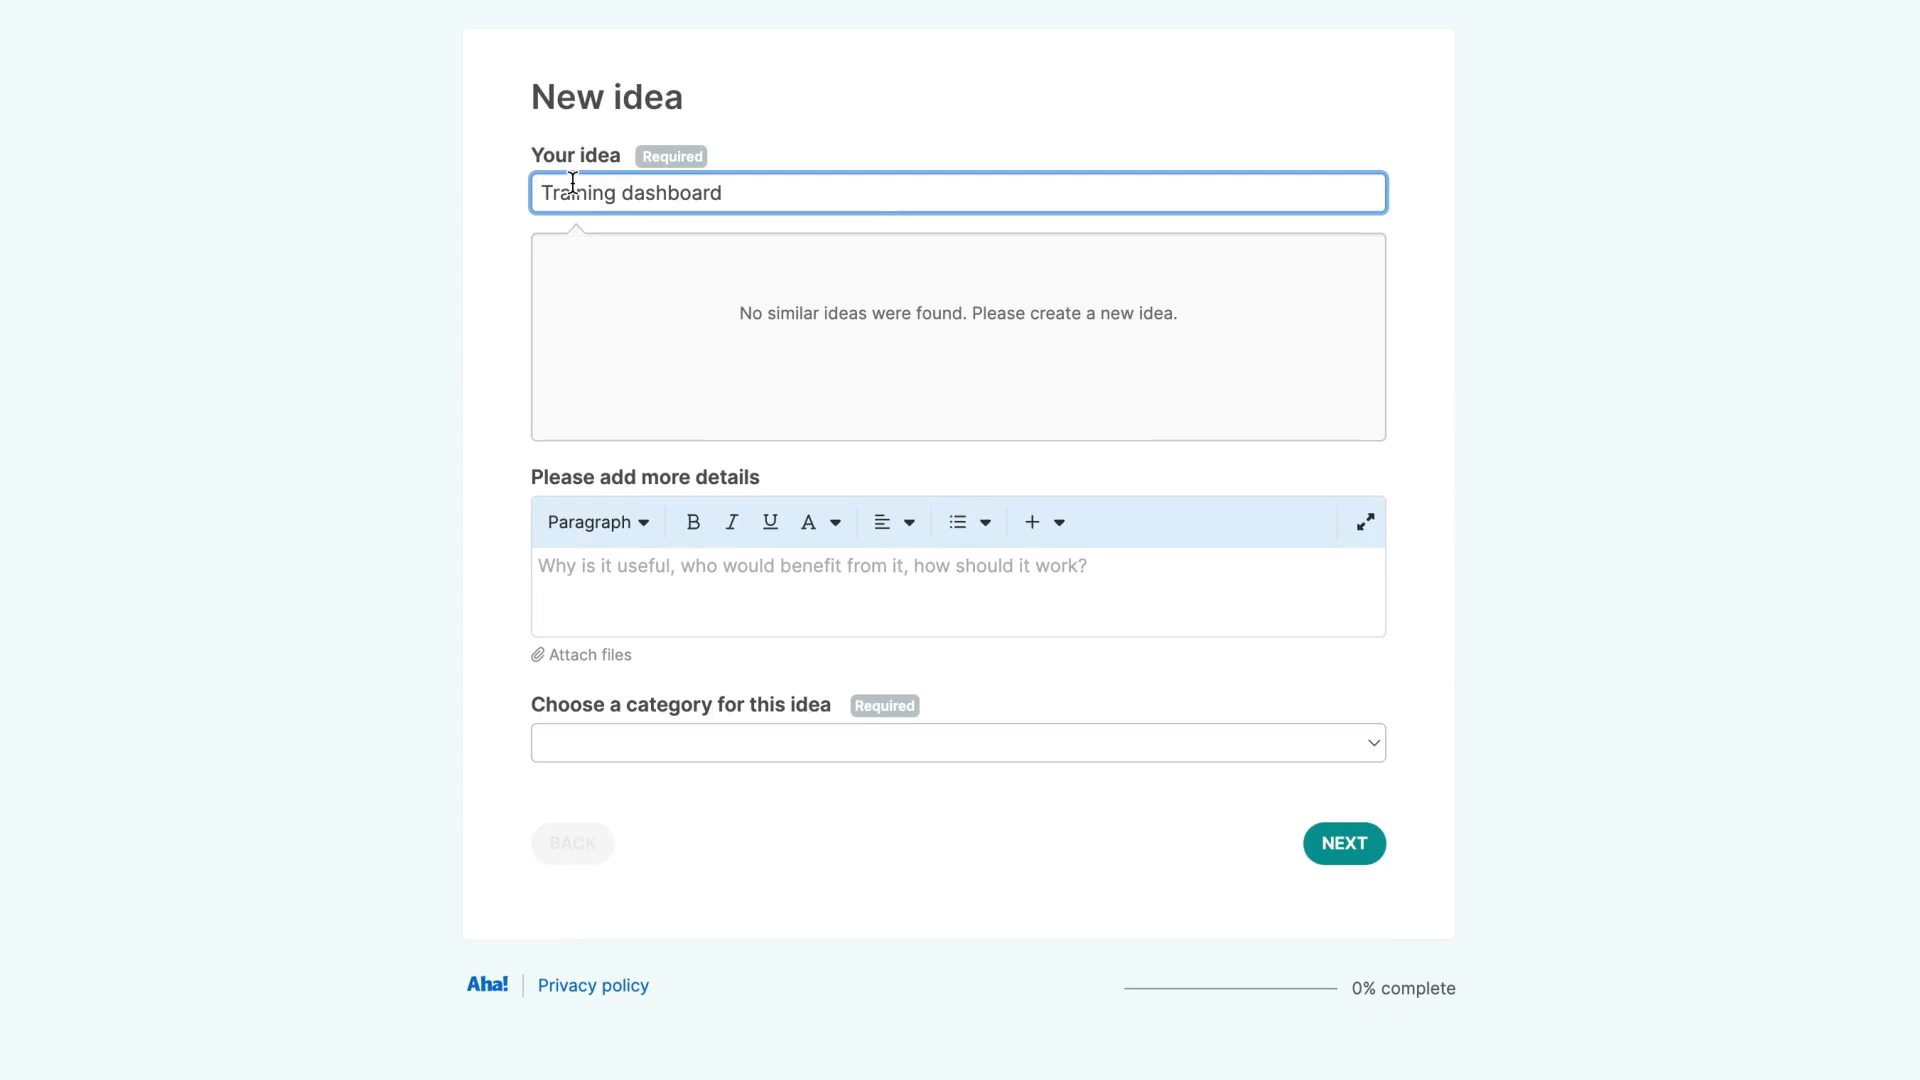 New idea
Your idea Required
Training dashboard
No similar ideas were found. Please create a new idea.
Please add more details
Paragraph B I U A
Why is it useful, who would benefit from it, how should it work?
Attach files
Choose a category for this idea Required
BACK
NEXT
Aha! Privacy policy
0% complete